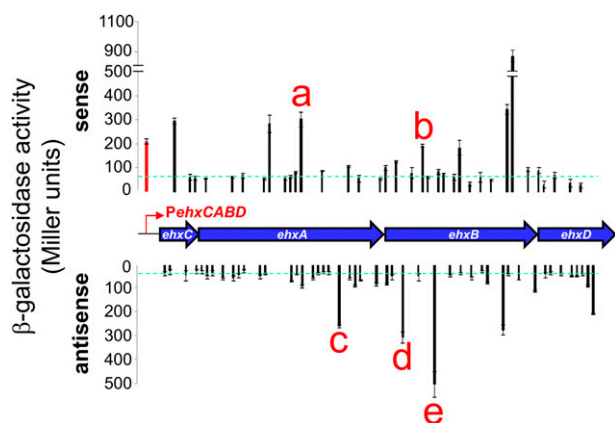 β-galactosidase activity
(Miller units)
sense
1100
900
500
400
300
200
100
0
a
b
PehxCABD
ehxC
ehxA
ehxB
ehxD
antisense
0
100
200
300
400
500
c
d
e